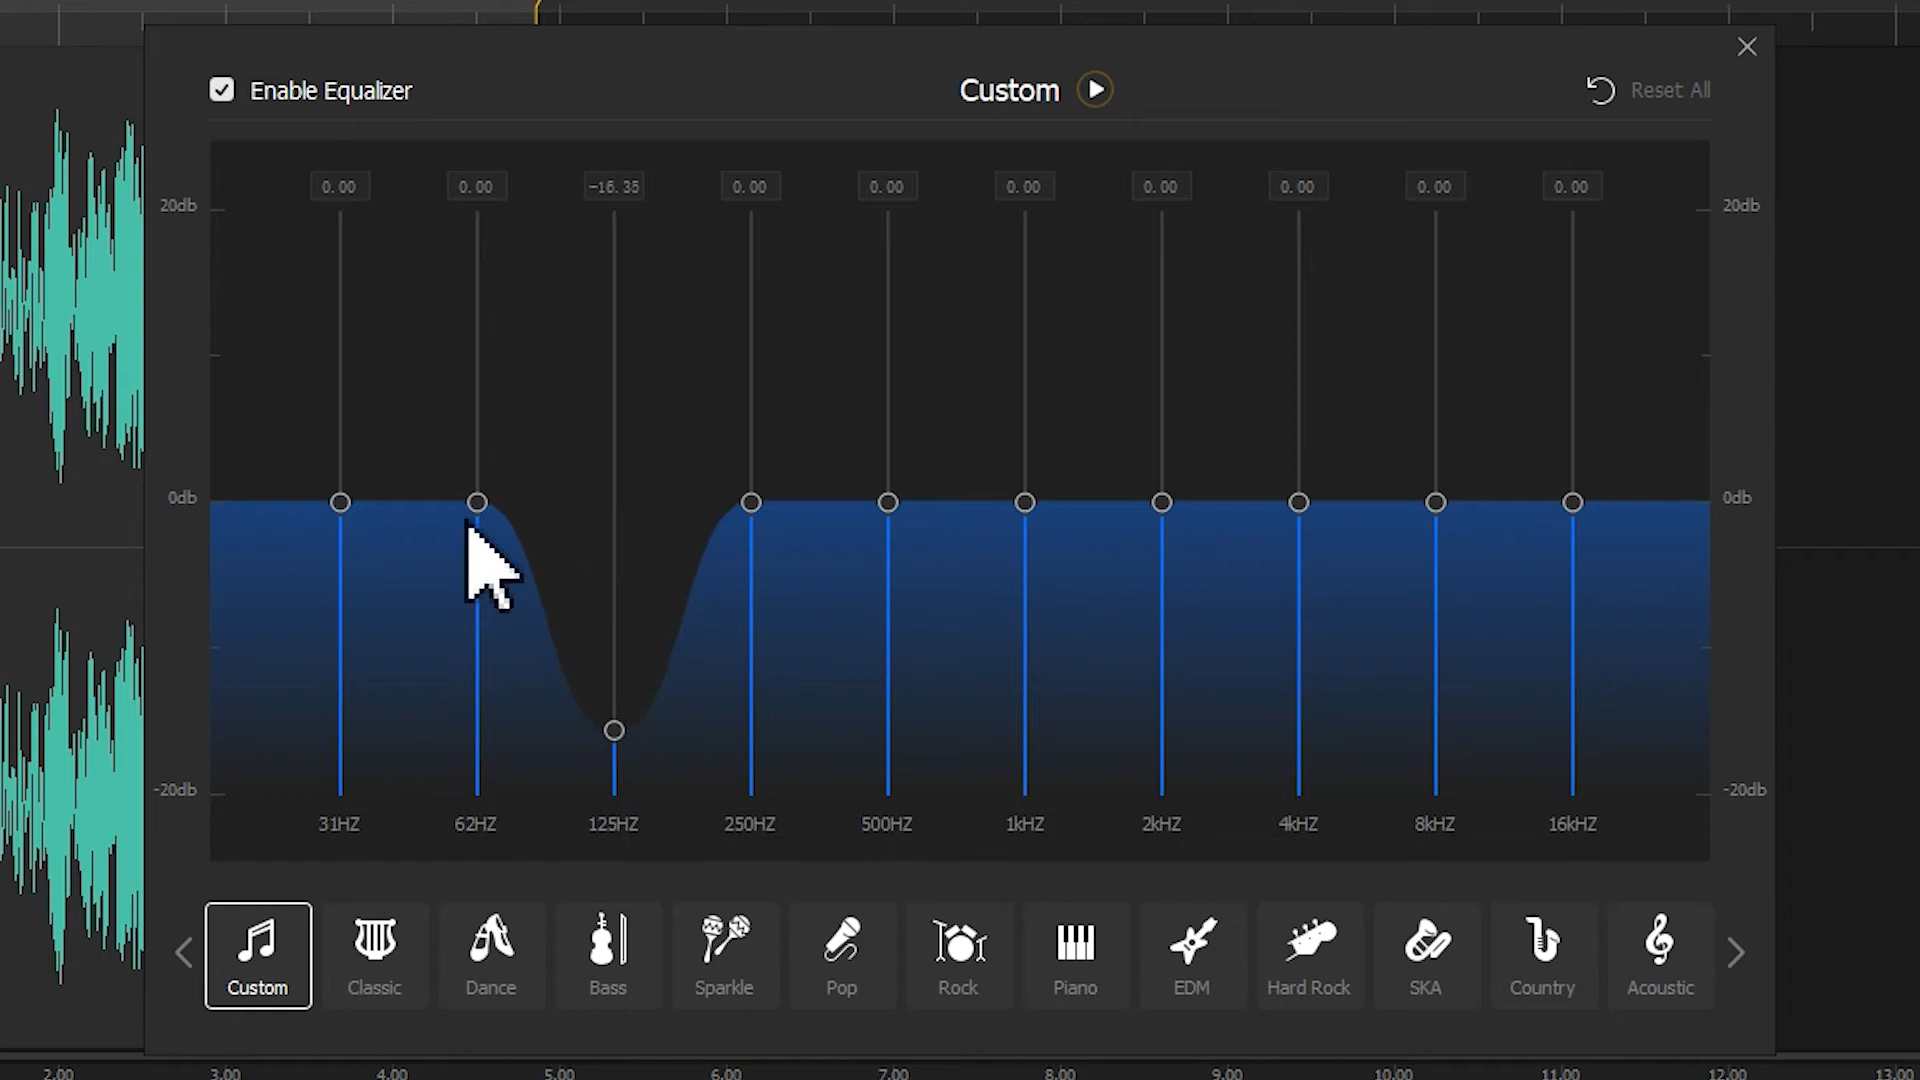 Enable Equalizer
Custom
Reset All
0.00 0.00 -16.35 0.00 0.00 0.00 0.00 0.00 0.00 0.00
20db 20db
0db 0db
-20db -20db
31HZ 62HZ 125HZ 250HZ 500HZ 1kHZ 2kHZ 4kHZ 8kHZ 16kHZ
Custom Classic Dance Bass Sparkle Pop Rock Piano EDM Hard Rock SKA Country Acoustic
2.00 3.00 4.00 5.00 6.00 7.00 8.00 9.00 10.00 11.00 12.00 13.00